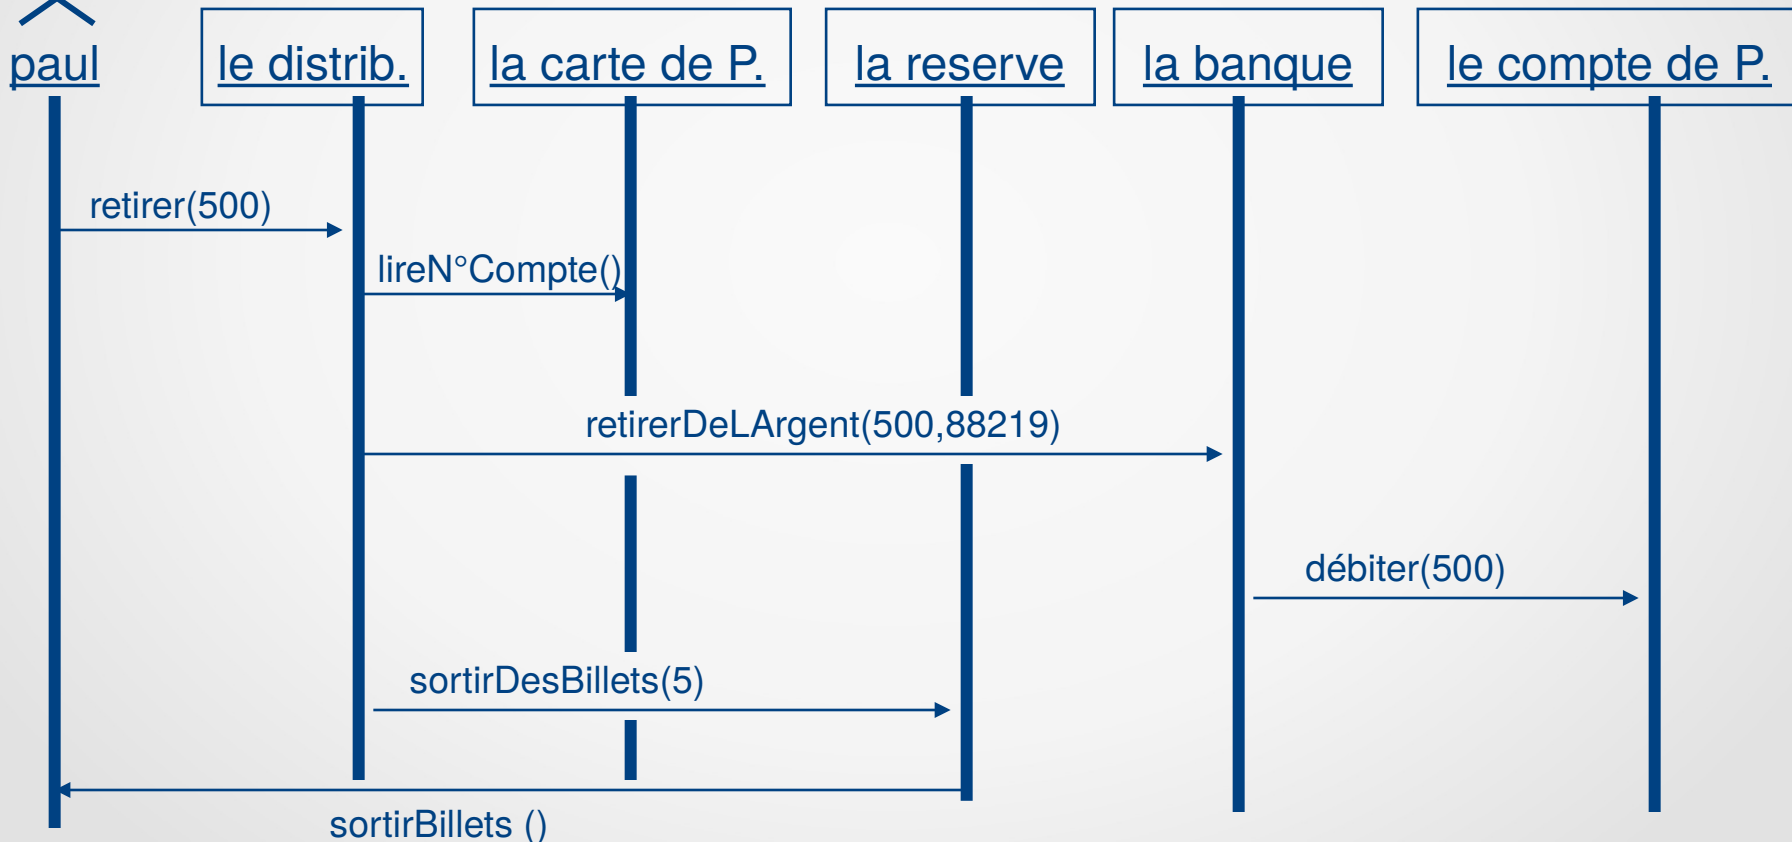 paul le distrib. la carte de P. la reserve la banque le compte de P.
retirer(500)
lireN°Compte()
retirerDeLArgent(500,88219)
débiter(500)
sortirDesBillets(5)
sortirBillets ()